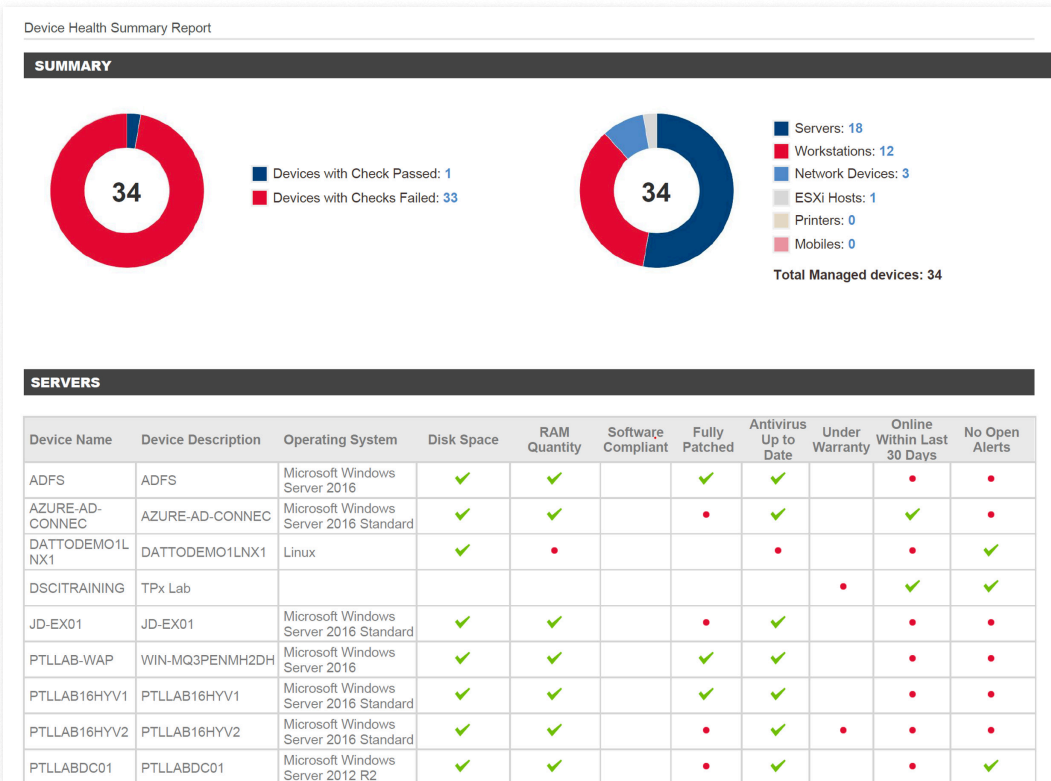 Device Health Summary Report
SUMMARY
34
Devices with Check Passed: 1
Devices with Checks Failed: 33
34
Servers: 18
Workstations: 12
Network Devices: 3
ESXi Hosts: 1
Printers: 0
Mobiles: 0
Total Managed devices: 34
SERVERS
Device Name
Device Description
Operating System
Disk Space
RAM
Quantity
Software
Compliant
Fully
Patched
Antivirus
Up to
Date
Under
Warranty
Online
Within Last
30 Days
No Open
Alerts
ADFS
ADFS
Microsoft Windows
Server 2016
AZURE-AD-
CONNEC
AZURE-AD-CONNEC
Microsoft Windows
Server 2016 Standard
DATTODEMO1L
NX1
DATTODEMO1LNX1
Linux
DSCITRAINING
TPx Lab
JD-EX01
JD-EX01
Microsoft Windows
Server 2016 Standard
PTLLAB-WAP
WIN-MQ3PENMH2DH
Microsoft Windows
Server 2016
PTLLAB16HYV1
PTLLAB16HYV1
Microsoft Windows
Server 2016 Standard
PTLLAB16HYV2
PTLLAB16HYV2
Microsoft Windows
Server 2016 Standard
PTLLABDC01
PTLLABDC01
Microsoft Windows
Server 2012 R2